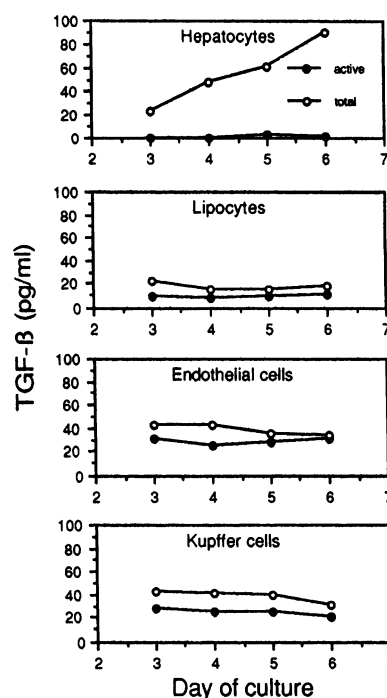 Hepatocytes
100
80
60
40
20
0
active
total
2 3 4 5 6 7
Lipocytes
100
80
60
40
20
0
2 3 4 5 6 7
Endothelial cells
100
80
60
40
20
0
2 3 4 5 6 7
Kupffer cells
100
80
60
40
20
0
2 3 4 5 6 7
TGF-ß (pg/ml)
Day of culture